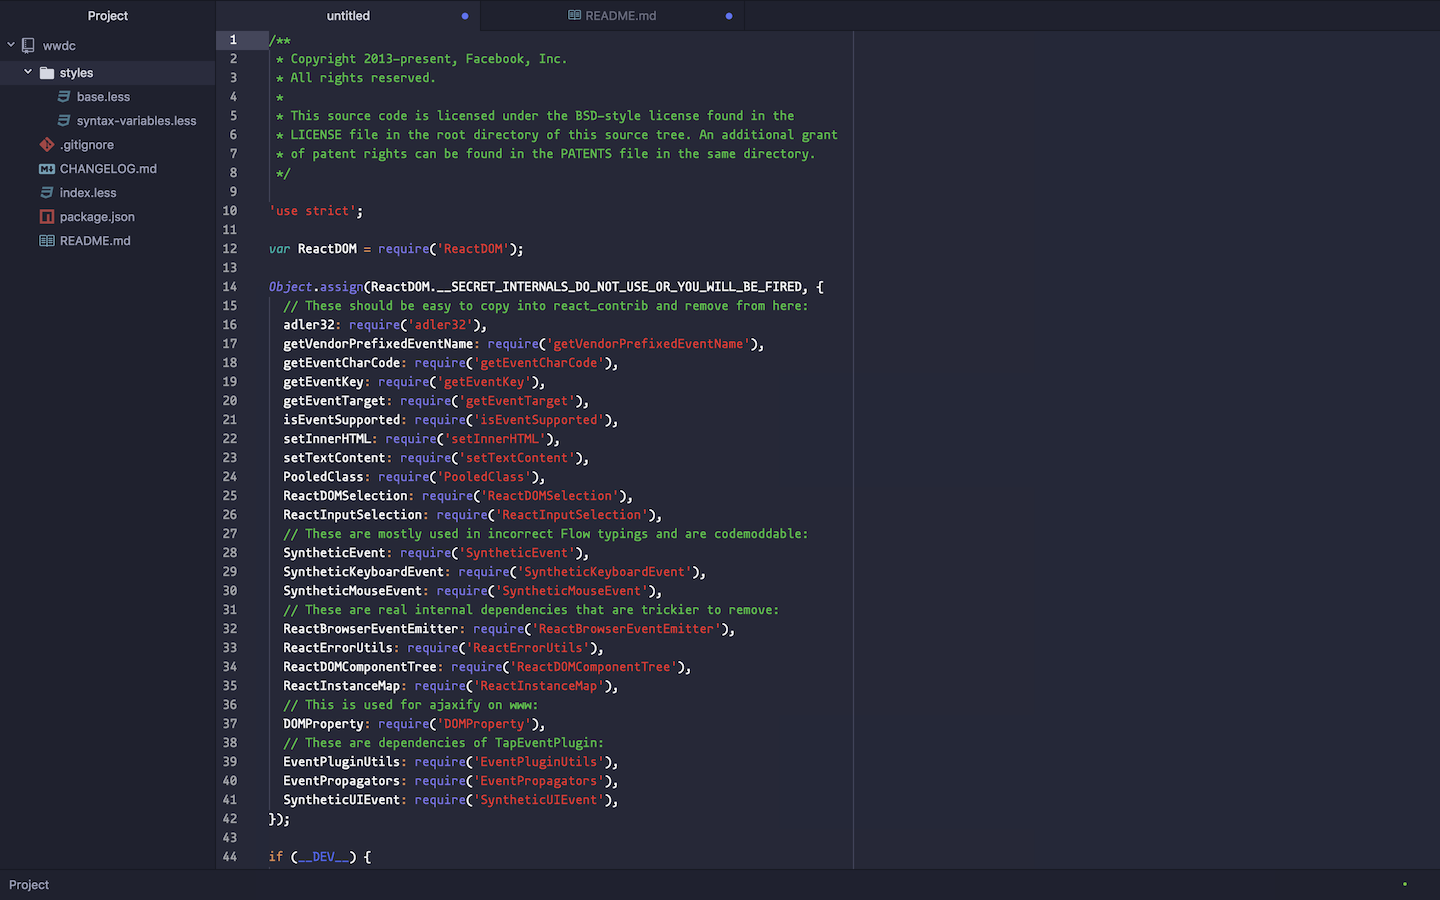 Project
untitled
README.md
wwdc
styles
base.less
syntax-variables.less
.gitignore
CHANGELOG.md
index.less
package.json
README.md
1 /**
2 * Copyright 2013-present, Facebook, Inc.
3 * All rights reserved.
4 *
5 * This source code is licensed under the BSD-style license found in the
6 * LICENSE file in the root directory of this source tree. An additional grant
7 * of patent rights can be found in the PATENTS file in the same directory.
8 */
9
10 'use strict';
11
12 var ReactDOM = require('ReactDOM');
13
14 Object.assign(ReactDOM.__SECRET_INTERNALS_DO_NOT_USE_OR_YOU_WILL_BE_FIRED, {
15 // These should be easy to copy into react_contrib and remove from here:
16 adler32: require('adler32'),
17 getVendorPrefixedEventName: require('getVendorPrefixedEventName'),
18 getEventCharCode: require('getEventCharCode'),
19 getEventKey: require('getEventKey'),
20 getEventTarget: require('getEventTarget'),
21 isEventSupported: require('isEventSupported'),
22 setInnerHTML: require('setInnerHTML'),
23 setTextContent: require('setTextContent'),
24 PooledClass: require('PooledClass'),
25 ReactDOMSelection: require('ReactDOMSelection'),
26 ReactInputSelection: require('ReactInputSelection'),
27 // These are mostly used in incorrect Flow typings and are codemoddable:
28 SyntheticEvent: require('SyntheticEvent'),
29 SyntheticKeyboardEvent: require('SyntheticKeyboardEvent'),
30 SyntheticMouseEvent: require('SyntheticMouseEvent'),
31 // These are real internal dependencies that are trickier to remove:
32 ReactBrowserEventEmitter: require('ReactBrowserEventEmitter'),
33 ReactErrorUtils: require('ReactErrorUtils'),
34 ReactDOMComponentTree: require('ReactDOMComponentTree'),
35 ReactInstanceMap: require('ReactInstanceMap'),
36 // This is used for ajaxify on www:
37 DOMProperty: require('DOMProperty'),
38 // These are dependencies of TapEventPlugin:
39 EventPluginUtils: require('EventPluginUtils'),
40 EventPropagators: require('EventPropagators'),
41 SyntheticUIEvent: require('SyntheticUIEvent'),
42 });
43
44 if (__DEV__) {
Project